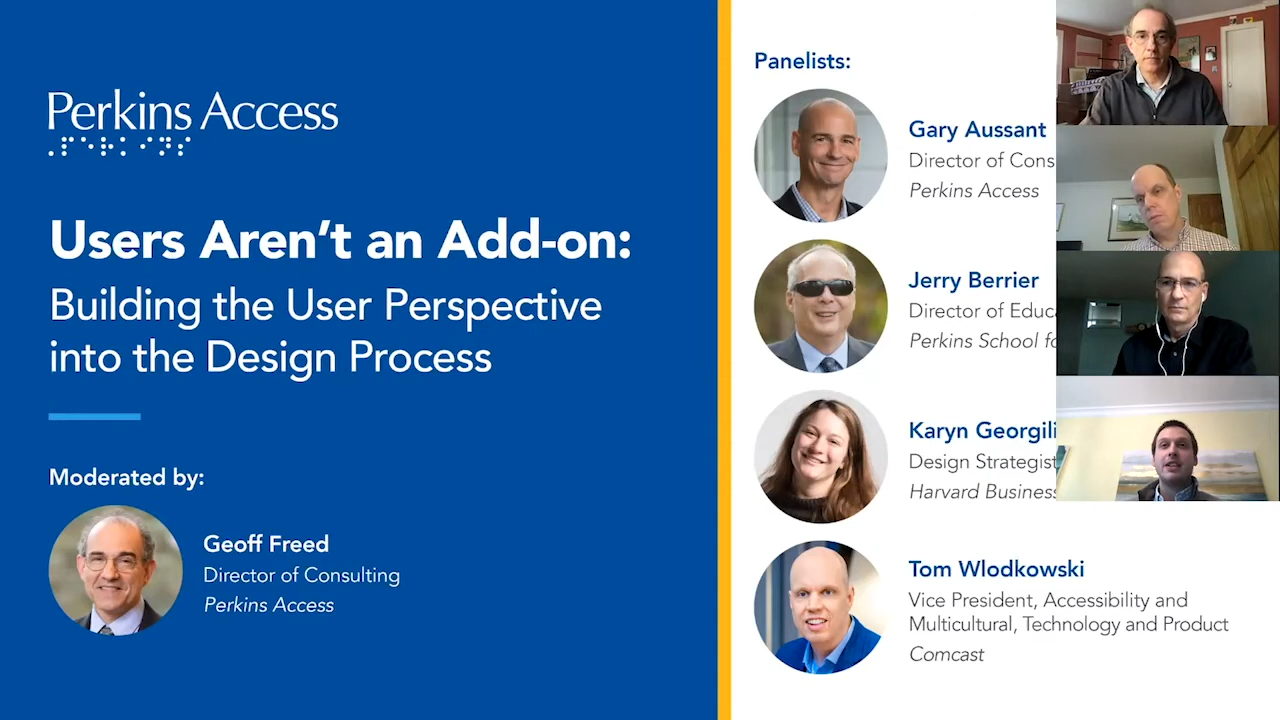 Perkins Access
⠠⠏⠑⠗⠅⠊⠝⠎
Users Aren’t an Add-on:
Building the User Perspective
into the Design Process
Moderated by:
Geoff Freed
Director of Consulting
Perkins Access
Panelists:
Gary Aussant
Director of Cons
Perkins Access
Jerry Berrier
Director of Educa
Perkins School fo
Karyn Georgili
Design Strategist
Harvard Business
Tom Wlodkowski
Vice President, Accessibility and
Multicultural, Technology and Product
Comcast